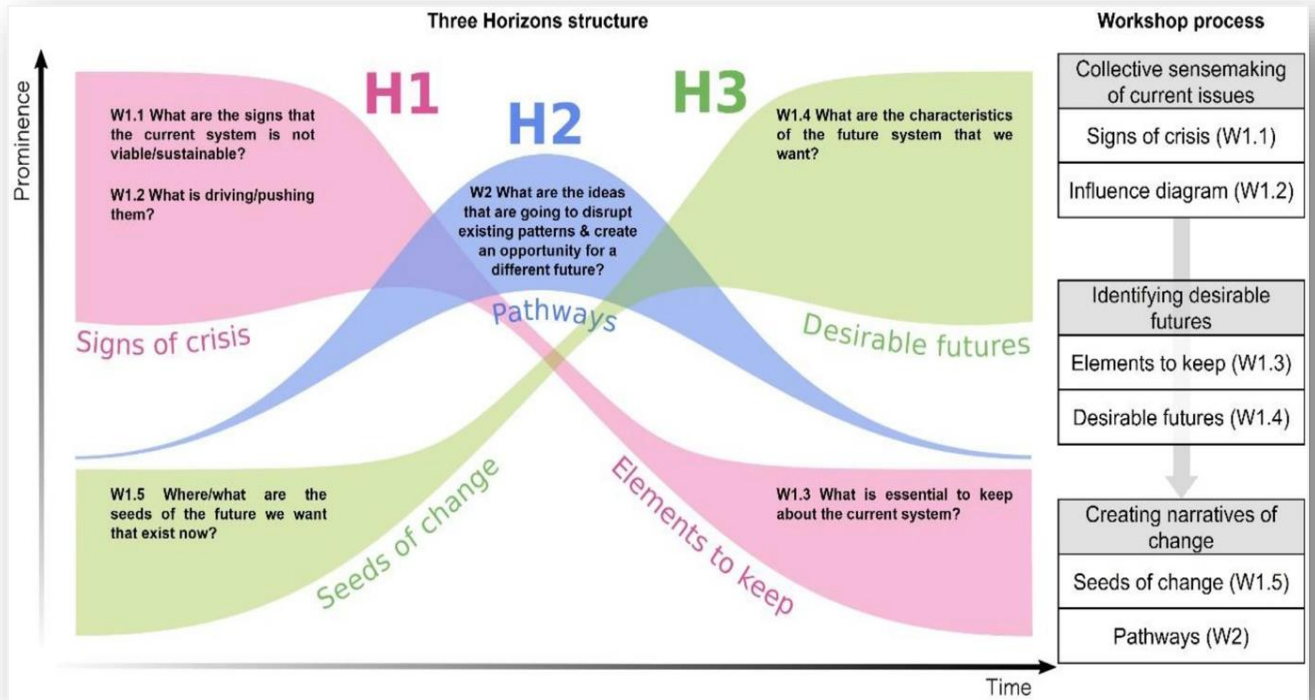 Three Horizons structure
Workshop process
Prominence
H1
H2
H3
W1.1 What are the signs that
the current system is not
viable/sustainable?
W1.2 What is driving/pushing
them?
W2 What are the ideas
that are going to disrupt
existing patterns & create
an opportunity for a
different future?
W1.4 What are the characteristics
of the future system that we
want?
Signs of crisis
Pathways
Desirable futures
W1.5 Where/what are the
seeds of the future we want
that exist now?
Seeds of change
Elements to keep
W1.3 What is essential to keep
about the current system?
Time
Collective sensemaking
of current issues
Signs of crisis (W1.1)
Influence diagram (W1.2)
Identifying desirable
futures
Elements to keep (W1.3)
Desirable futures (W1.4)
Creating narratives of
change
Seeds of change (W1.5)
Pathways (W2)